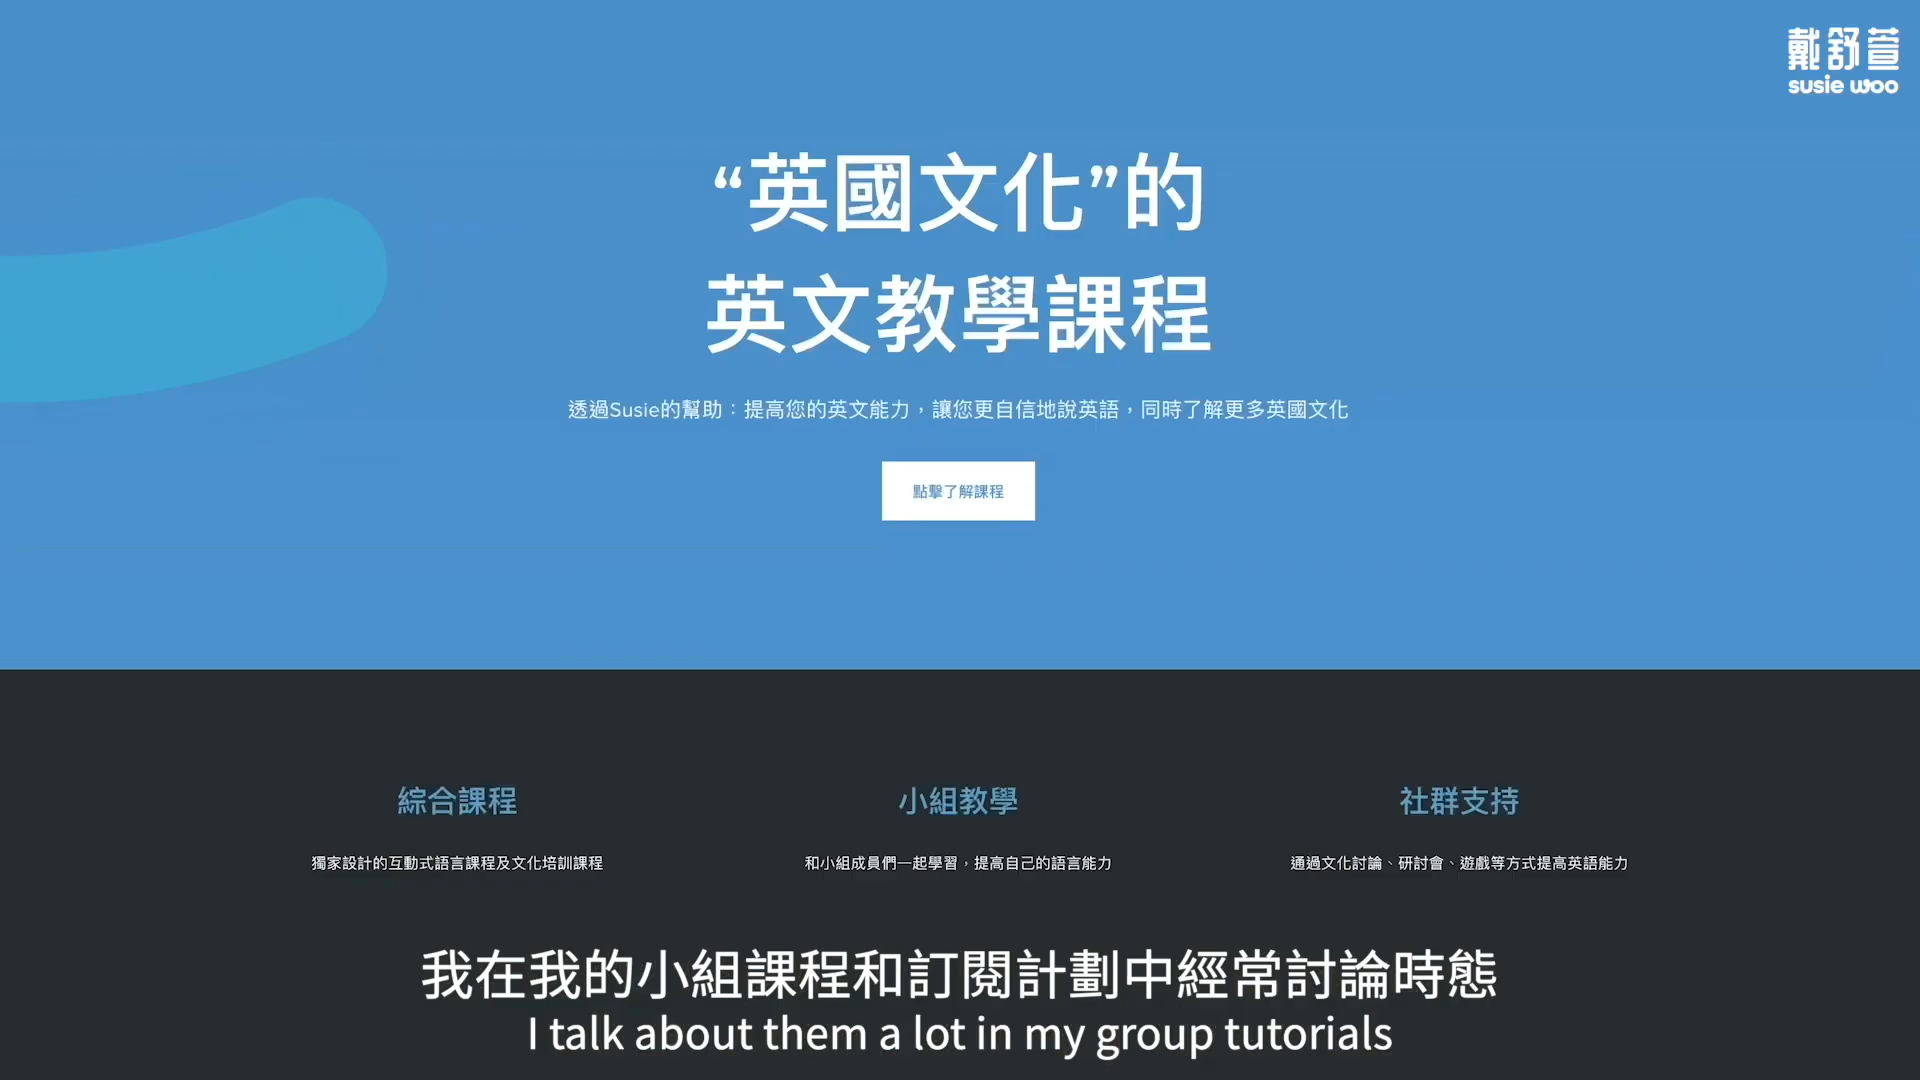 戴舒萱
susie woo
“英國文化”的
英文教學課程
透過Susie的幫助：提高您的英文能力，讓您更自信地說英語，同時了解更多英國文化
點擊了解課程
綜合課程
小組教學
社群支持
獨家設計的互動式語言課程及文化培訓課程
和小組成員們一起學習，提高自己的語言能力
通過文化討論、研討會、遊戲等方式提高英語能力
我在我的小組課程和訂閱計劃中經常討論時態
I talk about them a lot in my group tutorials